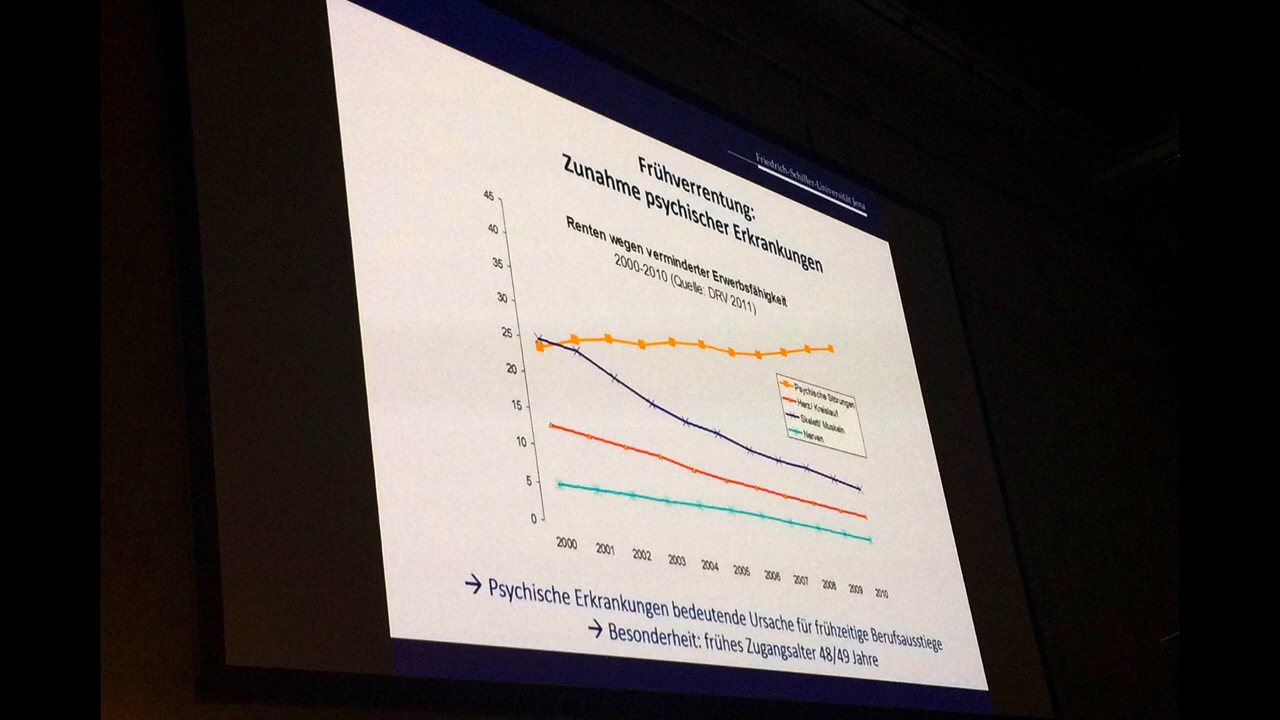 Friedrich-Schiller-Universität Jena
Frühverrentung:
Zunahme psychischer Erkrankungen
Renten wegen verminderter Erwerbsfähigkeit
2000-2010 (Quelle: DRV 2011)
45
40
35
30
25
20
15
10
5
0
Psychische Störungen
Herz/ Kreislauf
Skelett/ Muskeln
Nerven
2000 2001 2002 2003 2004 2005 2006 2007 2008 2009 2010
→ Psychische Erkrankungen bedeutende Ursache für frühzeitige Berufsausstiege
→ Besonderheit: frühes Zugangsalter 48/49 Jahre